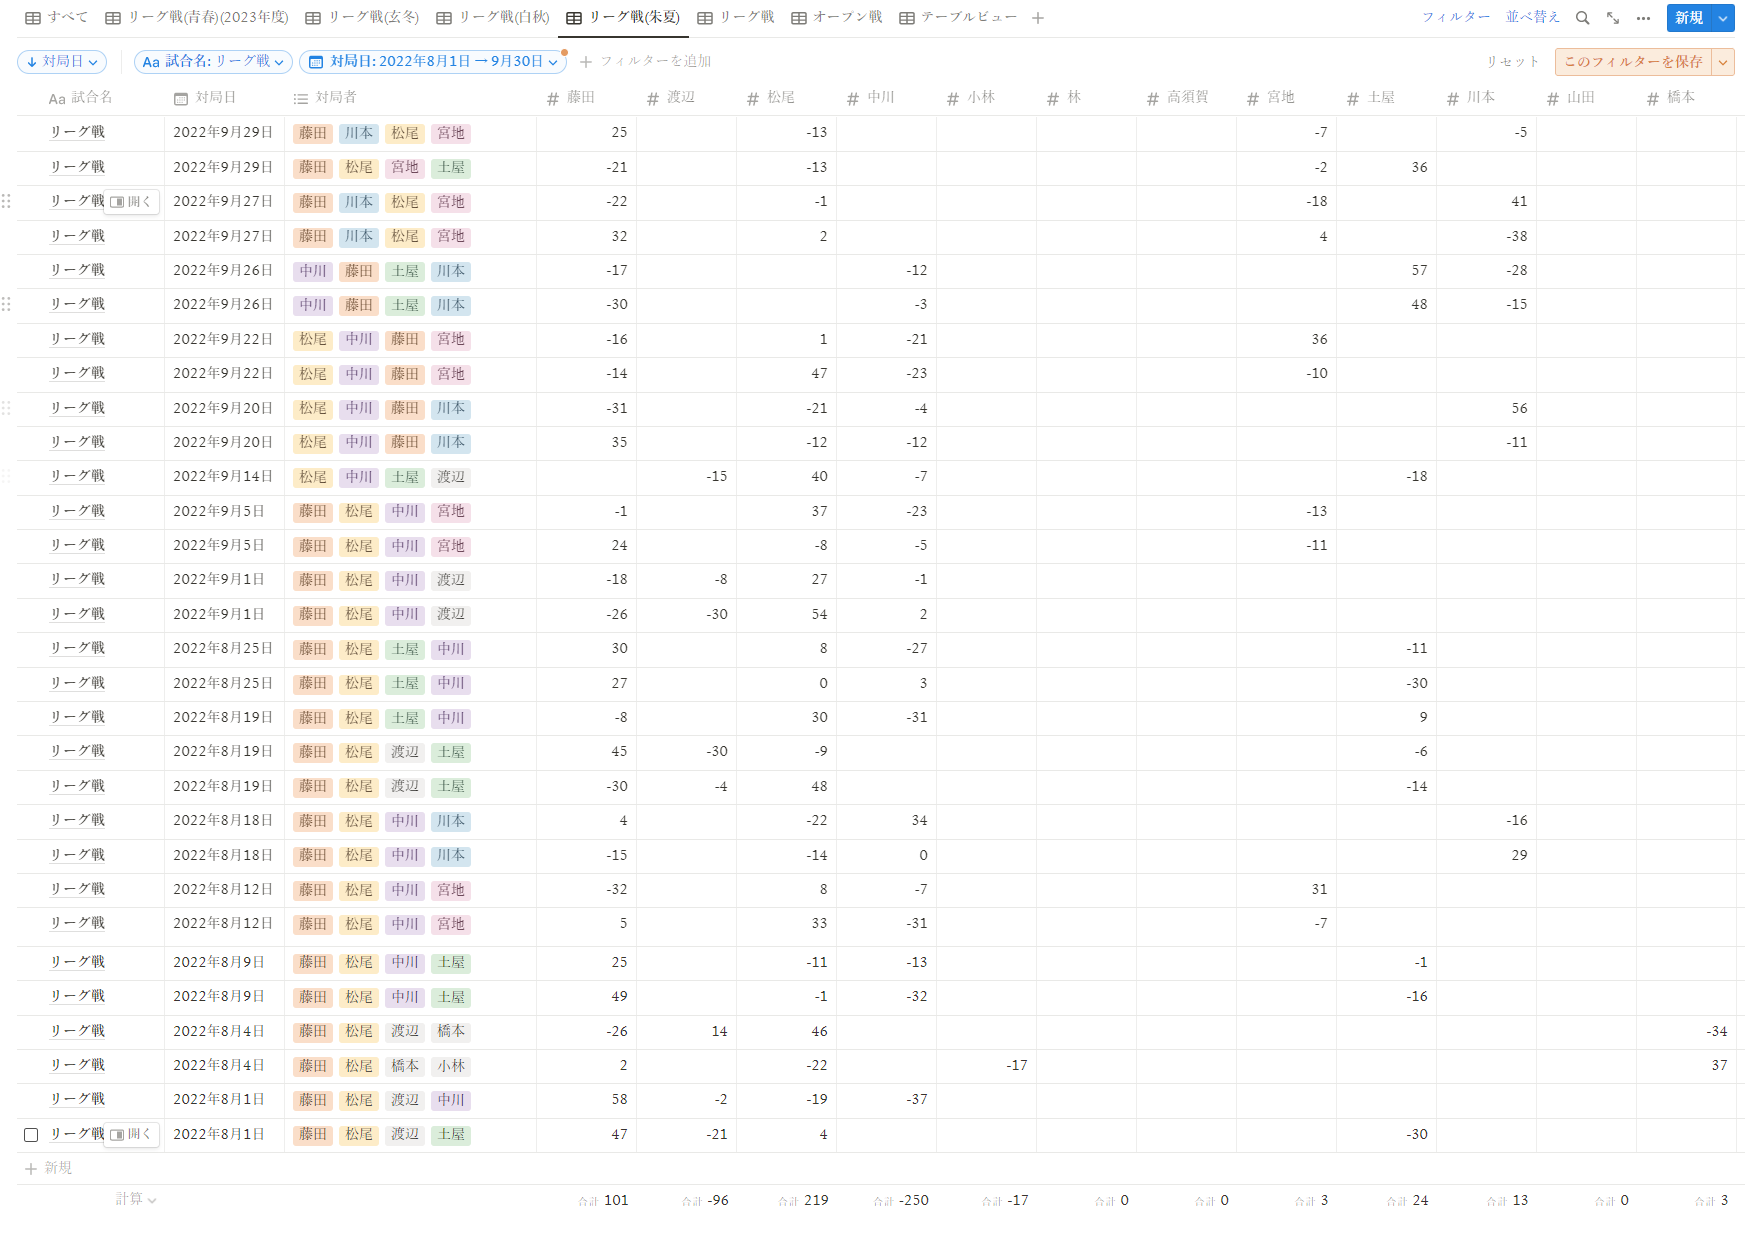 すべて リーグ戦(青春)(2023年度) リーグ戦(玄冬) リーグ戦(白秋) リーグ戦(朱夏) リーグ戦 オープン戦 テーブルビュー フィルター 並べ替え 新規
対局日 Aa 試合名: リーグ戦 対局日: 2022年8月1日 → 9月30日 フィルターを追加 リセット このフィルターを保存
Aa 試合名 対局日 対局者 # 藤田 # 渡辺 # 松尾 # 中川 # 小林 # 林 # 高須賀 # 宮地 # 土屋 # 川本 # 山田 # 橋本
リーグ戦 2022年9月29日 藤田 川本 松尾 宮地 25 -13 -7 -5
リーグ戦 2022年9月29日 藤田 松尾 宮地 土屋 -21 -13 -2 36
リーグ戦 開く 2022年9月27日 藤田 川本 松尾 宮地 -22 -1 -18 41
リーグ戦 2022年9月27日 藤田 川本 松尾 宮地 32 2 4 -38
リーグ戦 2022年9月26日 中川 藤田 土屋 川本 -17 -12 57 -28
リーグ戦 2022年9月26日 中川 藤田 土屋 川本 -30 -3 48 -15
リーグ戦 2022年9月22日 松尾 中川 藤田 宮地 -16 1 -21 36
リーグ戦 2022年9月22日 松尾 中川 藤田 宮地 -14 47 -23 -10
リーグ戦 2022年9月20日 松尾 中川 藤田 川本 -31 -21 -4 56
リーグ戦 2022年9月20日 松尾 中川 藤田 川本 35 -12 -12 -11
リーグ戦 2022年9月14日 松尾 中川 土屋 渡辺 -15 40 -7 -18
リーグ戦 2022年9月5日 藤田 松尾 中川 宮地 -1 37 -23 -13
リーグ戦 2022年9月5日 藤田 松尾 中川 宮地 24 -8 -5 -11
リーグ戦 2022年9月1日 藤田 松尾 中川 渡辺 -18 -8 27 -1
リーグ戦 2022年9月1日 藤田 松尾 中川 渡辺 -26 -30 54 2
リーグ戦 2022年8月25日 藤田 松尾 土屋 中川 30 8 -27 -11
リーグ戦 2022年8月25日 藤田 松尾 土屋 中川 27 0 3 -30
リーグ戦 2022年8月19日 藤田 松尾 土屋 中川 -8 30 -31 9
リーグ戦 2022年8月19日 藤田 松尾 渡辺 土屋 45 -30 -9 -6
リーグ戦 2022年8月19日 藤田 松尾 渡辺 土屋 -30 -4 48 -14
リーグ戦 2022年8月18日 藤田 松尾 中川 川本 4 -22 34 -16
リーグ戦 2022年8月18日 藤田 松尾 中川 川本 -15 -14 0 29
リーグ戦 2022年8月12日 藤田 松尾 中川 宮地 -32 8 -7 31
リーグ戦 2022年8月12日 藤田 松尾 中川 宮地 5 33 -31 -7
リーグ戦 2022年8月9日 藤田 松尾 中川 土屋 25 -11 -13 -1
リーグ戦 2022年8月9日 藤田 松尾 中川 土屋 49 -1 -32 -16
リーグ戦 2022年8月4日 藤田 松尾 渡辺 橋本 -26 14 46 -34
リーグ戦 2022年8月4日 藤田 松尾 橋本 小林 2 -22 -17 37
リーグ戦 2022年8月1日 藤田 松尾 渡辺 中川 58 -2 -19 -37
リーグ戦 開く 2022年8月1日 藤田 松尾 渡辺 土屋 47 -21 4 -30
新規
計算 合計 101 合計 -96 合計 219 合計 -250 合計 -17 合計 0 合計 0 合計 3 合計 24 合計 13 合計 0 合計 3